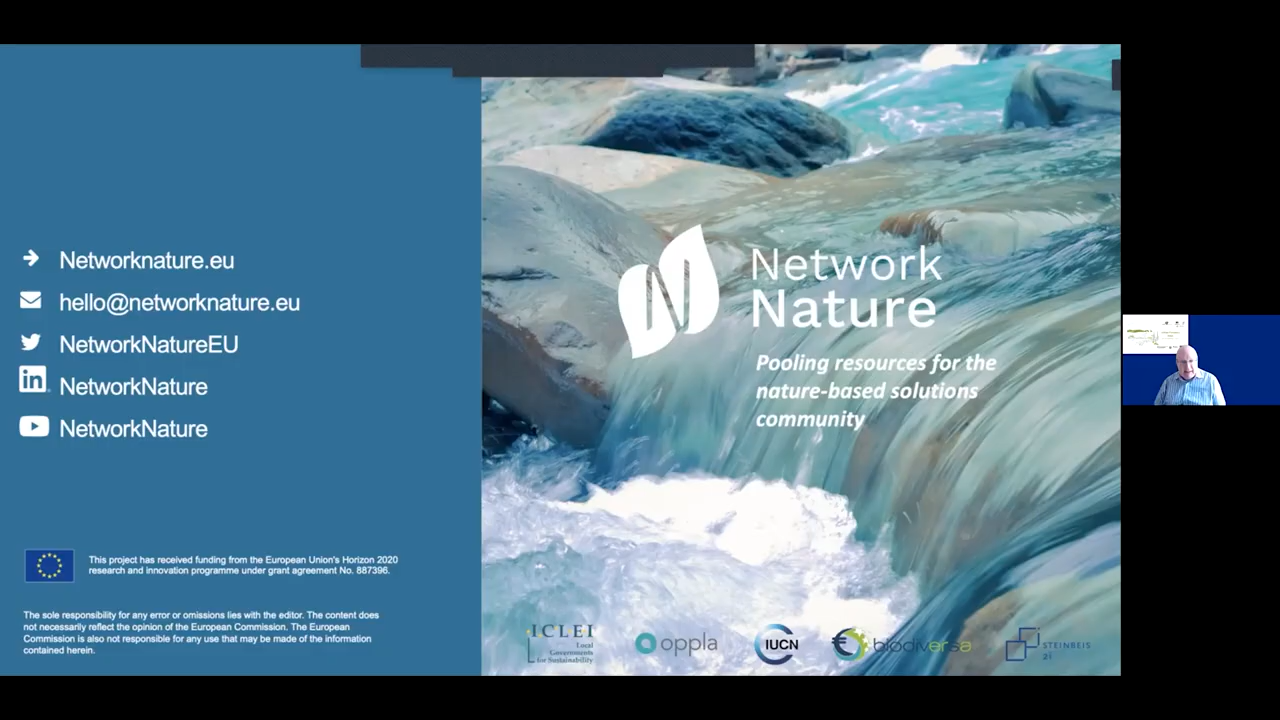 Networknature.eu
hello@networknature.eu
NetworkNatureEU
NetworkNature
NetworkNature
This project has received funding from the European Union's Horizon 2020
research and innovation programme under grant agreement No. 887396.
The sole responsibility for any error or omissions lies with the editor. The content does
not necessarily reflect the opinion of the European Commission. The European
Commission is also not responsible for any use that may be made of the information
contained herein.
Network
Nature
Pooling resources for the
nature-based solutions
community
in
N
ICLEI
Local
Governments
for Sustainability
oppla
IUCN
biodiversa
STEINBEIS
2i